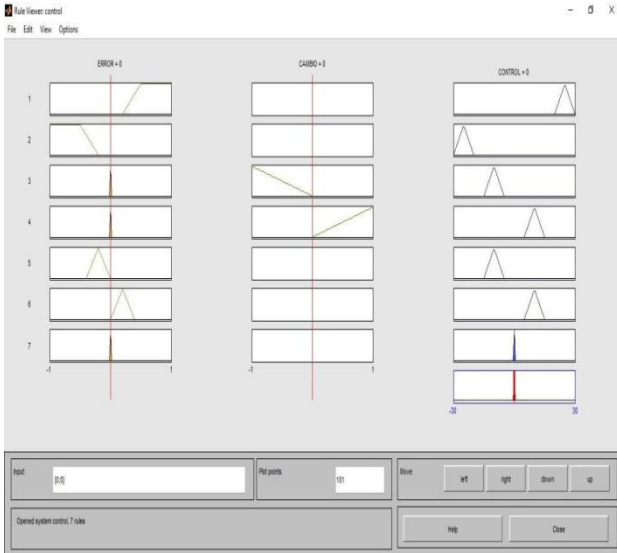 Rule Viewer: control
File Edit View Options
ERROR = 0
CAMBIO = 0
CONTROL = 0
1
2
3
4
5
6
7
-1 1
-1 1
-30 30
Input: [0;0]
Plot points: 101
Move: left right down up
Opened system control, 7 rules
Help Close